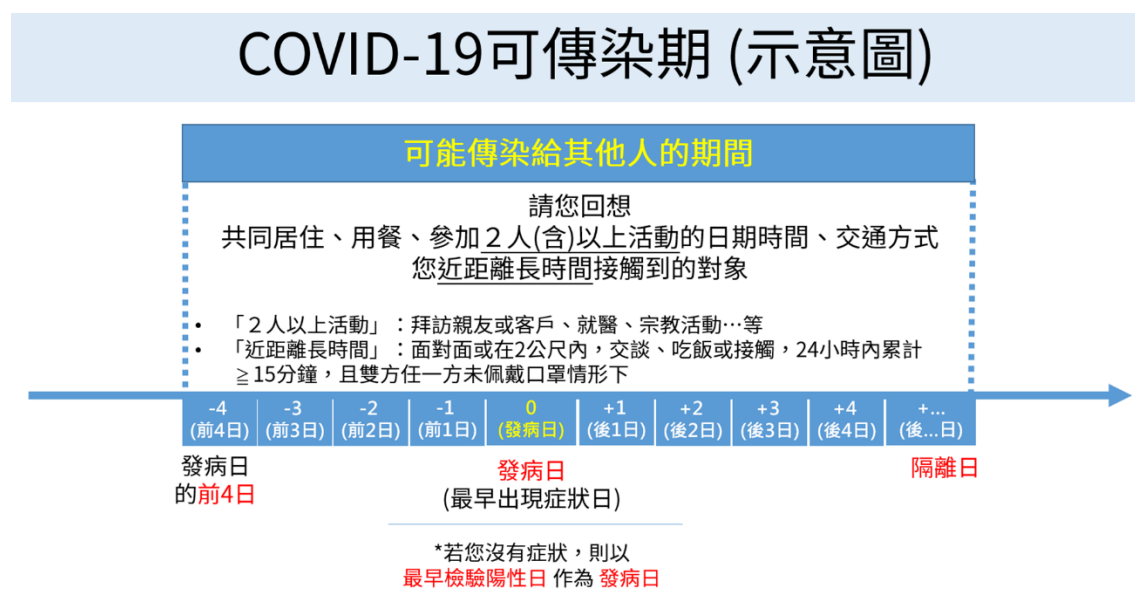 COVID-19可傳染期 (示意圖)
可能傳染給其他人的期間
請您回想
共同居住、用餐、參加２人(含)以上活動的日期時間、交通方式
您近距離長時間接觸到的對象
• 「２人以上活動」：拜訪親友或客戶、就醫、宗教活動…等
• 「近距離長時間」：面對面或在2公尺內，交談、吃飯或接觸，24小時內累計
≧15分鐘，且雙方任一方未佩戴口罩情形下
-4 -3 -2 -1 0 +1 +2 +3 +4 +...
(前4日) (前3日) (前2日) (前1日) (發病日) (後1日) (後2日) (後3日) (後4日) (後...日)
發病日 發病日 隔離日
的前4日 (最早出現症狀日)
*若您沒有症狀，則以
最早檢驗陽性日 作為 發病日